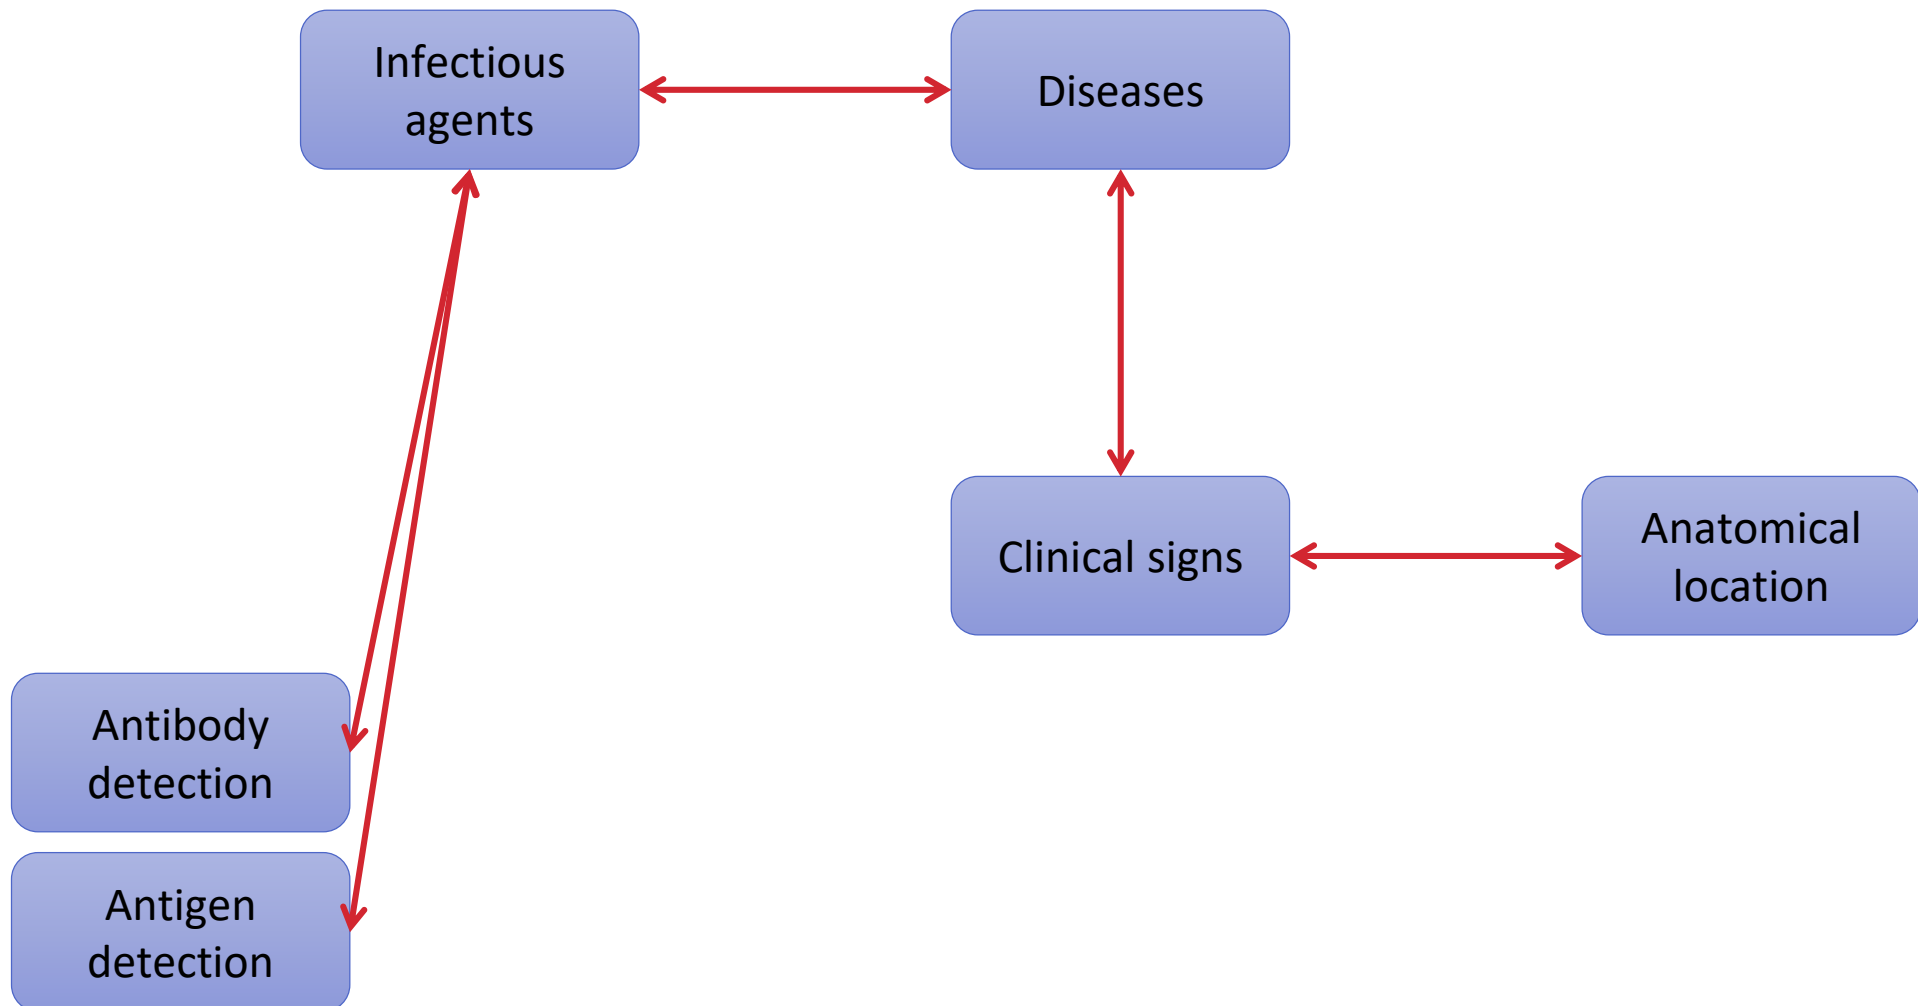 Infectious
agents
Diseases
Clinical signs
Anatomical
location
Antibody
detection
Antigen
detection